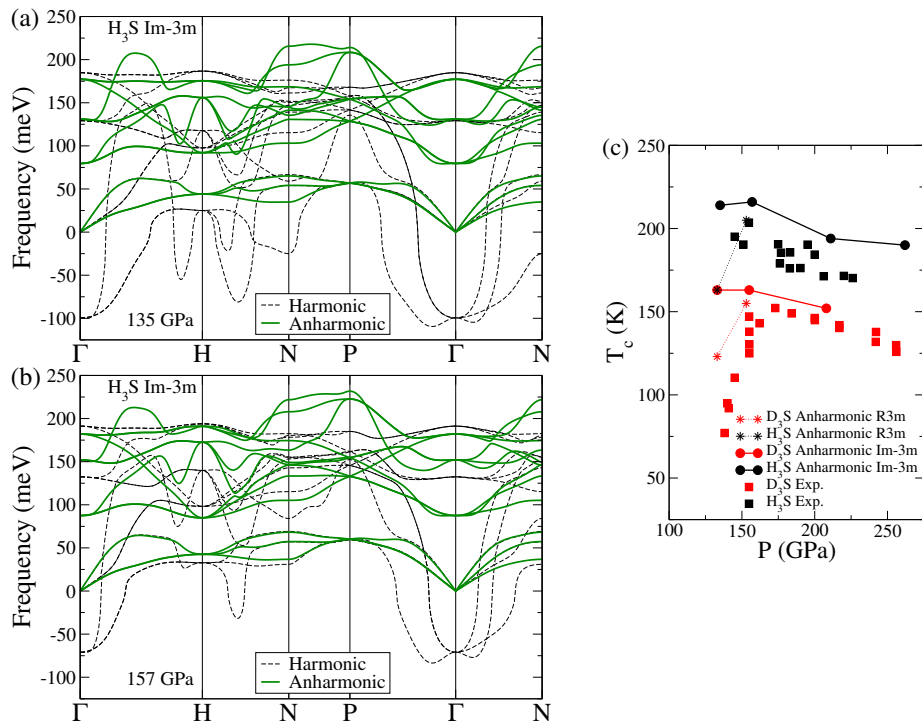 (a)
H₃S Im-3m
250
200
150
100
50
0
-50
-100
Frequency (meV)
Harmonic
Anharmonic
135 GPa
Γ H N P Γ N
(b)
H₃S Im-3m
250
200
150
100
50
0
-50
-100
Frequency (meV)
Harmonic
Anharmonic
157 GPa
Γ H N P Γ N
(c)
200
150
100
50
T_c (K)
D₃S Anharmonic R3m
H₃S Anharmonic R3m
D₃S Anharmonic Im-3m
H₃S Anharmonic Im-3m
D₃S Exp.
H₃S Exp.
100 150 200 250
P (GPa)